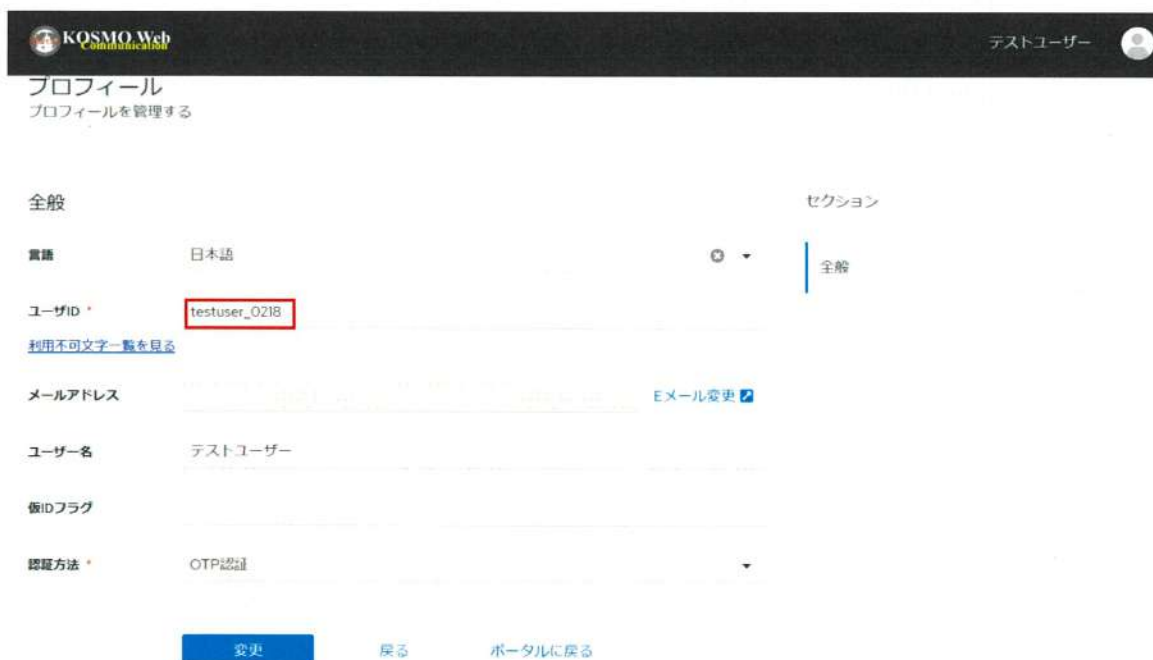 KOSMO Web
Communication
テストユーザー
プロフィール
プロフィールを管理する
全般
セクション
言語 日本語
全般
ユーザID * testuser_0218
利用不可文字一覧を見る
メールアドレス Eメール変更
ユーザー名 テストユーザー
仮IDフラグ
認証方法 * OTP認証
変更 戻る ポータルに戻る